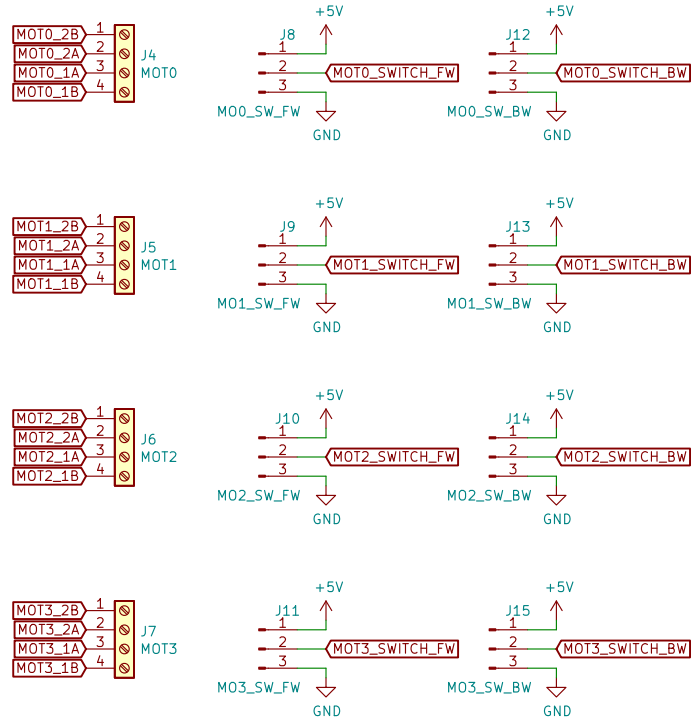 +5V +5V
MOT0_2B 1 J8 J12
MOT0_2A 2 J4 1 1
MOT0_1A 3 MOT0 2 MOT0_SWITCH_FW 2 MOT0_SWITCH_BW
MOT0_1B 4 3 3
MO0_SW_FW MO0_SW_BW
GND GND
+5V +5V
MOT1_2B 1 J9 J13
MOT1_2A 2 J5 1 1
MOT1_1A 3 MOT1 2 MOT1_SWITCH_FW 2 MOT1_SWITCH_BW
MOT1_1B 4 3 3
MO1_SW_FW MO1_SW_BW
GND GND
+5V +5V
MOT2_2B 1 J10 J14
MOT2_2A 2 J6 1 1
MOT2_1A 3 MOT2 2 MOT2_SWITCH_FW 2 MOT2_SWITCH_BW
MOT2_1B 4 3 3
MO2_SW_FW MO2_SW_BW
GND GND
+5V +5V
MOT3_2B 1 J11 J15
MOT3_2A 2 J7 1 1
MOT3_1A 3 MOT3 2 MOT3_SWITCH_FW 2 MOT3_SWITCH_BW
MOT3_1B 4 3 3
MO3_SW_FW MO3_SW_BW
GND GND